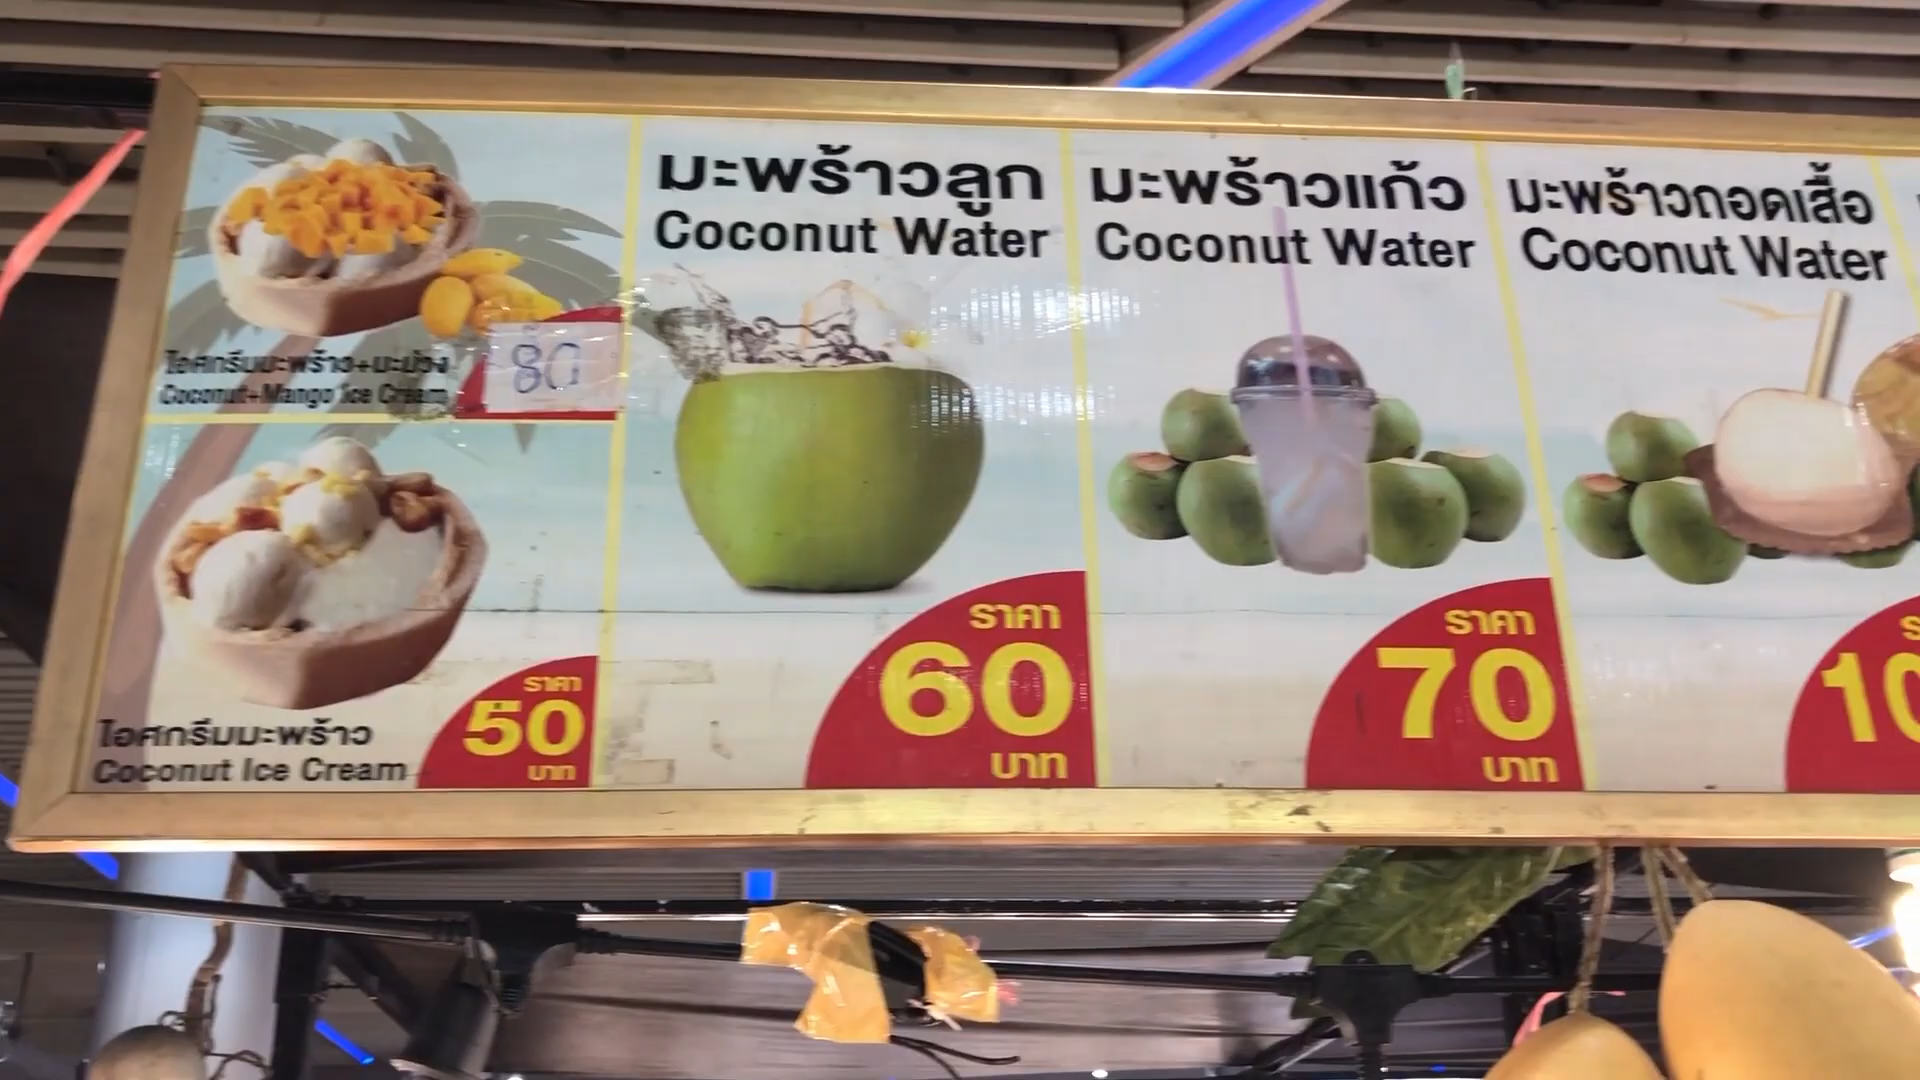 ไอศกรีมมะพร้าว+มะม่วง
Coconut+Mango Ice Cream
80
ไอศกรีมมะพร้าว
Coconut Ice Cream
ราคา
50
บาท
มะพร้าวลูก
Coconut Water
ราคา
60
บาท
มะพร้าวแก้ว
Coconut Water
ราคา
70
บาท
มะพร้าวถอดเสื้อ
Coconut Water